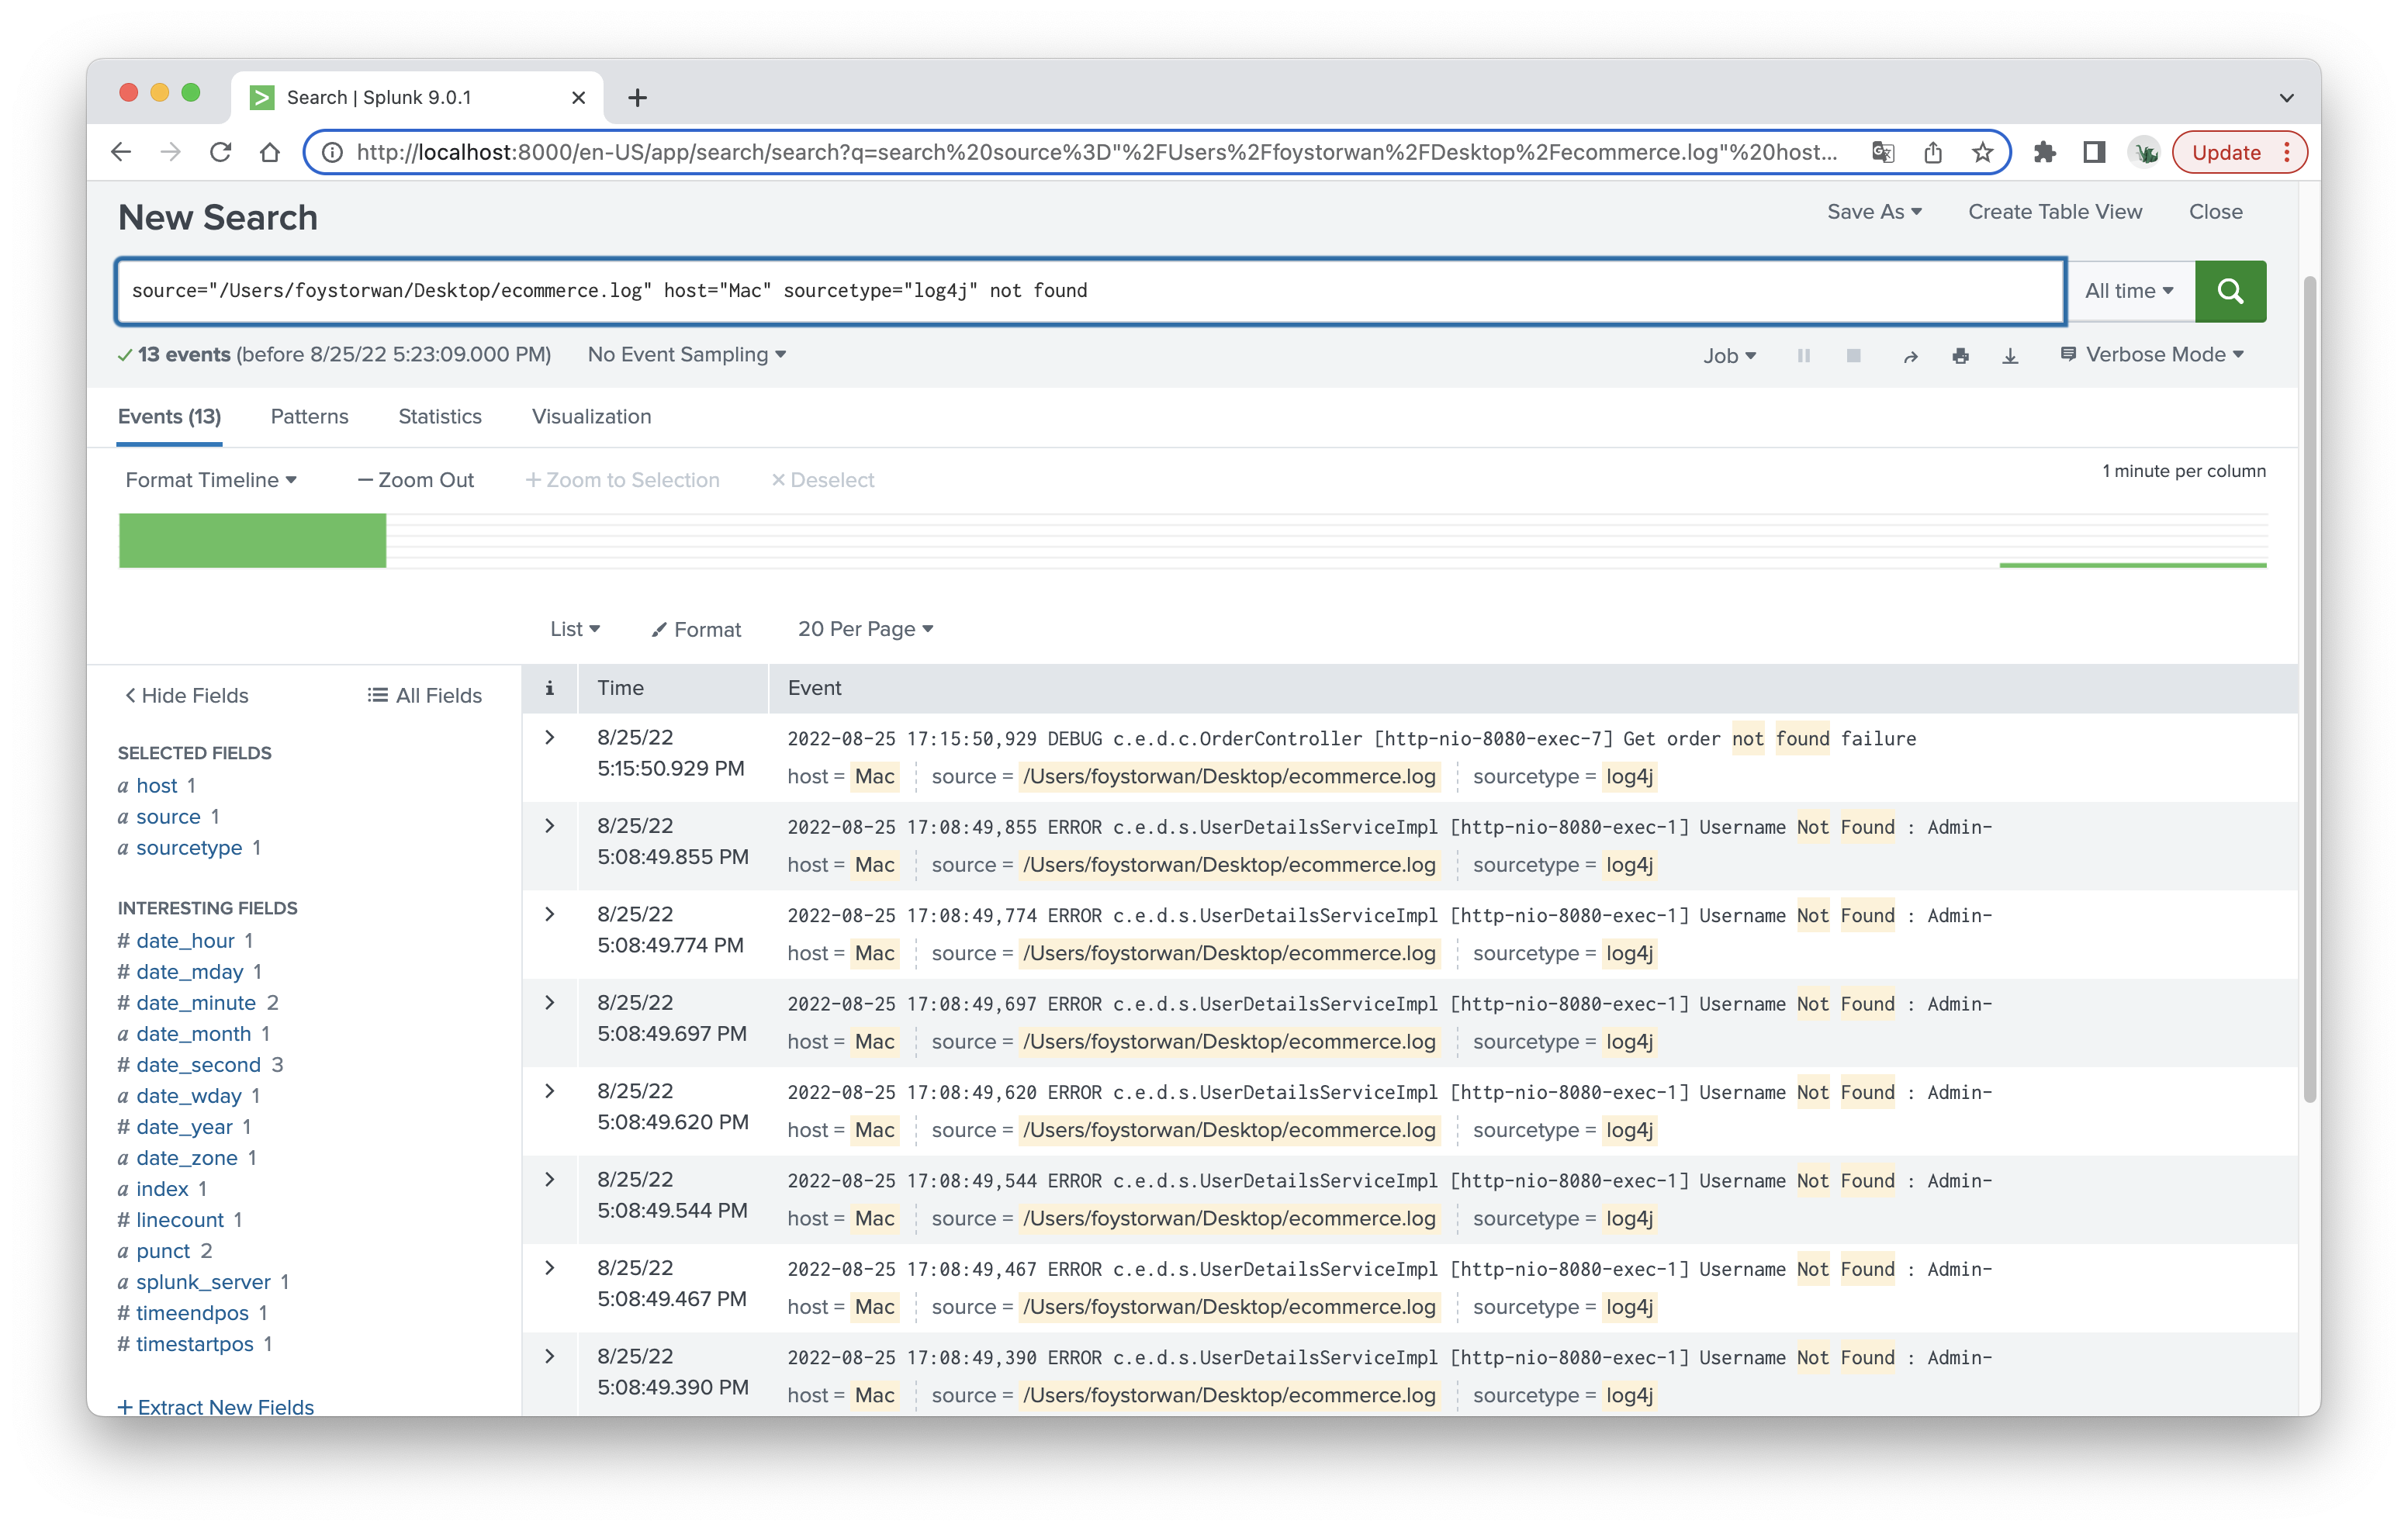 Search | Splunk 9.0.1
http://localhost:8000/en-US/app/search/search?q=search%20source%3D"%2FUsers%2Ffoystorwan%2FDesktop%2Fecommerce.log"%20host...
Update
New Search
Save As
Create Table View
Close
source="/Users/foystorwan/Desktop/ecommerce.log" host="Mac" sourcetype="log4j" not found
All time
13 events (before 8/25/22 5:23:09.000 PM)
No Event Sampling
Job
Verbose Mode
Events (13)
Patterns
Statistics
Visualization
Format Timeline
— Zoom Out
+ Zoom to Selection
× Deselect
1 minute per column
List
Format
20 Per Page
< Hide Fields
All Fields
i
Time
Event
SELECTED FIELDS
a host 1
a source 1
a sourcetype 1
INTERESTING FIELDS
# date_hour 1
# date_mday 1
# date_minute 2
a date_month 1
# date_second 3
a date_wday 1
# date_year 1
a date_zone 1
a index 1
# linecount 1
a punct 2
a splunk_server 1
# timeendpos 1
# timestartpos 1
+ Extract New Fields
8/25/22
5:15:50.929 PM
2022-08-25 17:15:50,929 DEBUG c.e.d.c.OrderController [http-nio-8080-exec-7] Get order not found failure
host = Mac source = /Users/foystorwan/Desktop/ecommerce.log sourcetype = log4j
8/25/22
5:08:49.855 PM
2022-08-25 17:08:49,855 ERROR c.e.d.s.UserDetailsServiceImpl [http-nio-8080-exec-1] Username Not Found : Admin-
host = Mac source = /Users/foystorwan/Desktop/ecommerce.log sourcetype = log4j
8/25/22
5:08:49.774 PM
2022-08-25 17:08:49,774 ERROR c.e.d.s.UserDetailsServiceImpl [http-nio-8080-exec-1] Username Not Found : Admin-
host = Mac source = /Users/foystorwan/Desktop/ecommerce.log sourcetype = log4j
8/25/22
5:08:49.697 PM
2022-08-25 17:08:49,697 ERROR c.e.d.s.UserDetailsServiceImpl [http-nio-8080-exec-1] Username Not Found : Admin-
host = Mac source = /Users/foystorwan/Desktop/ecommerce.log sourcetype = log4j
8/25/22
5:08:49.620 PM
2022-08-25 17:08:49,620 ERROR c.e.d.s.UserDetailsServiceImpl [http-nio-8080-exec-1] Username Not Found : Admin-
host = Mac source = /Users/foystorwan/Desktop/ecommerce.log sourcetype = log4j
8/25/22
5:08:49.544 PM
2022-08-25 17:08:49,544 ERROR c.e.d.s.UserDetailsServiceImpl [http-nio-8080-exec-1] Username Not Found : Admin-
host = Mac source = /Users/foystorwan/Desktop/ecommerce.log sourcetype = log4j
8/25/22
5:08:49.467 PM
2022-08-25 17:08:49,467 ERROR c.e.d.s.UserDetailsServiceImpl [http-nio-8080-exec-1] Username Not Found : Admin-
host = Mac source = /Users/foystorwan/Desktop/ecommerce.log sourcetype = log4j
8/25/22
5:08:49.390 PM
2022-08-25 17:08:49,390 ERROR c.e.d.s.UserDetailsServiceImpl [http-nio-8080-exec-1] Username Not Found : Admin-
host = Mac source = /Users/foystorwan/Desktop/ecommerce.log sourcetype = log4j